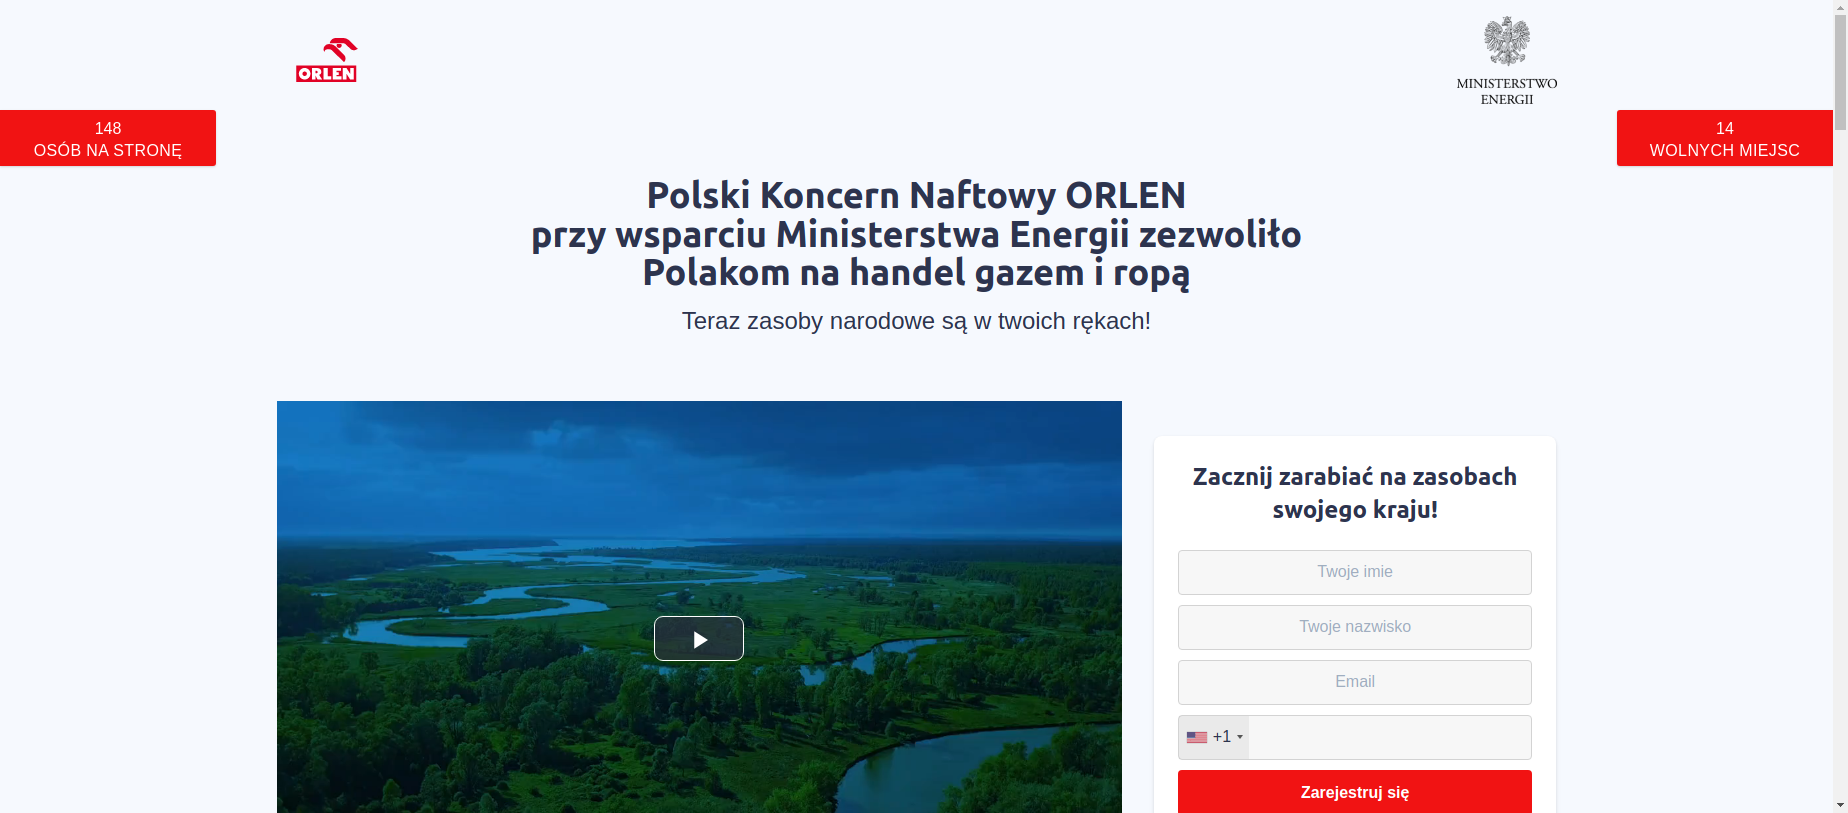 ORLEN
MINISTERSTWO
ENERGII
148
OSÓB NA STRONĘ
14
WOLNYCH MIEJSC
Polski Koncern Naftowy ORLEN
przy wsparciu Ministerstwa Energii zezwoliło
Polakom na handel gazem i ropą
Teraz zasoby narodowe są w twoich rękach!
Zacznij zarabiać na zasobach
swojego kraju!
Twoje imie
Twoje nazwisko
Email
+1
Zarejestruj się